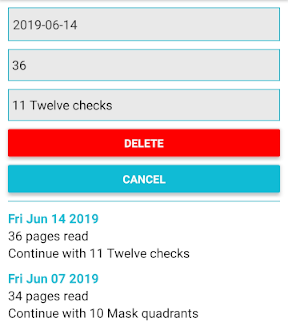 2019-06-14
36
11 Twelve checks
DELETE
CANCEL
Fri Jun 14 2019
36 pages read
Continue with 11 Twelve checks
Fri Jun 07 2019
34 pages read
Continue with 10 Mask quadrants